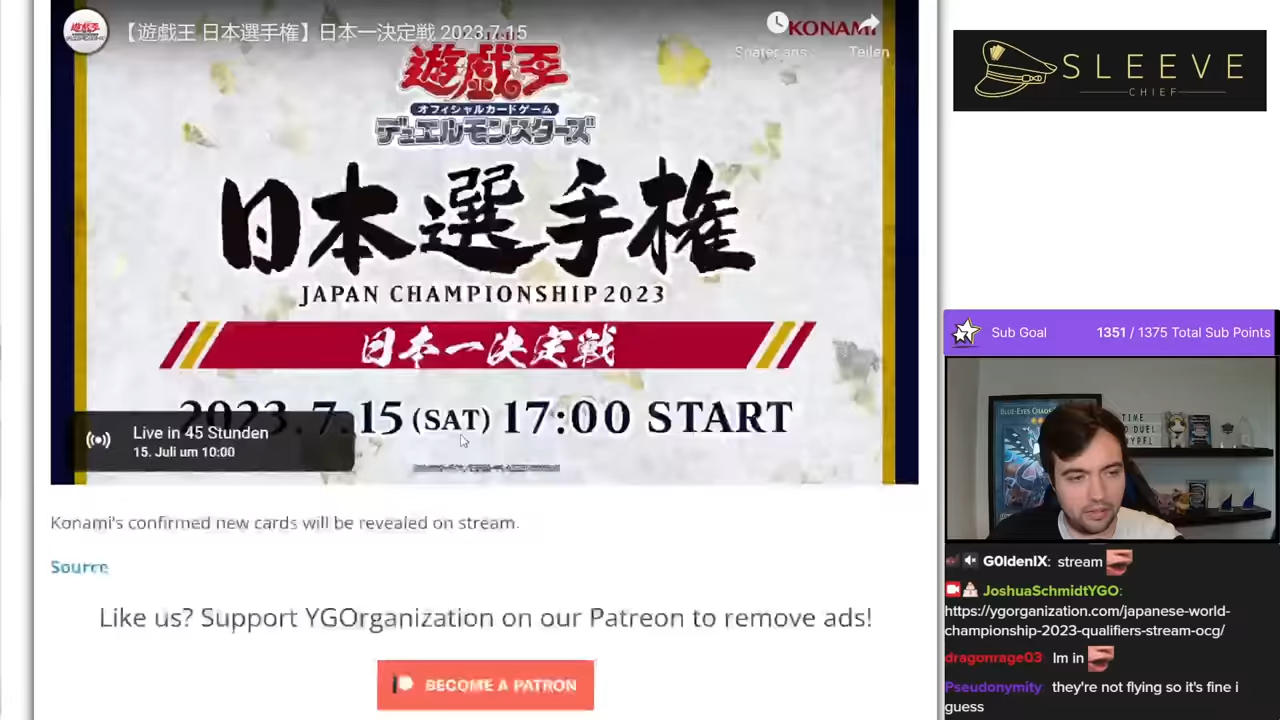 【遊戯王 日本選手権】日本一決定戦 2023.7.15
KONAMI
Später ans...
Teilen
遊戯王
オフィシャルカードゲーム
デュエルモンスターズ
日本選手権
JAPAN CHAMPIONSHIP 2023
日本一決定戦
2023.7.15 (SAT) 17:00 START
Live in 45 Stunden
15. Juli um 10:00
Konami's confirmed new cards will be revealed on stream.
Source
Like us? Support YGOrganization on our Patreon to remove ads!
BECOME A PATRON
SLEEVE
CHIEF
Sub Goal 1351 / 1375 Total Sub Points
BLUE-EYES CHAOS
TIME
DUEL
YPFL
G0ldenIX: stream
JoshuaSchmidtYGO:
https://ygorganization.com/japanese-world-
championship-2023-qualifiers-stream-ocg/
dragonrage03 Im in
Pseudonymity: they're not flying so it's fine i
guess